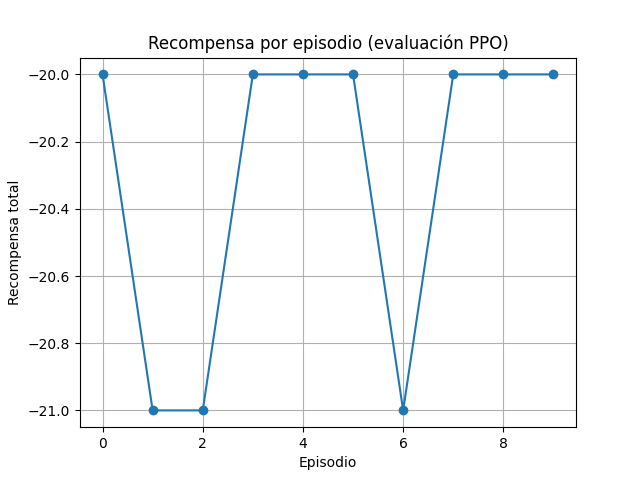 Recompensa por episodio (evaluación PPO)
−20.0
−20.2
−20.4
−20.6
−20.8
−21.0
Recompensa total
0 2 4 6 8
Episodio